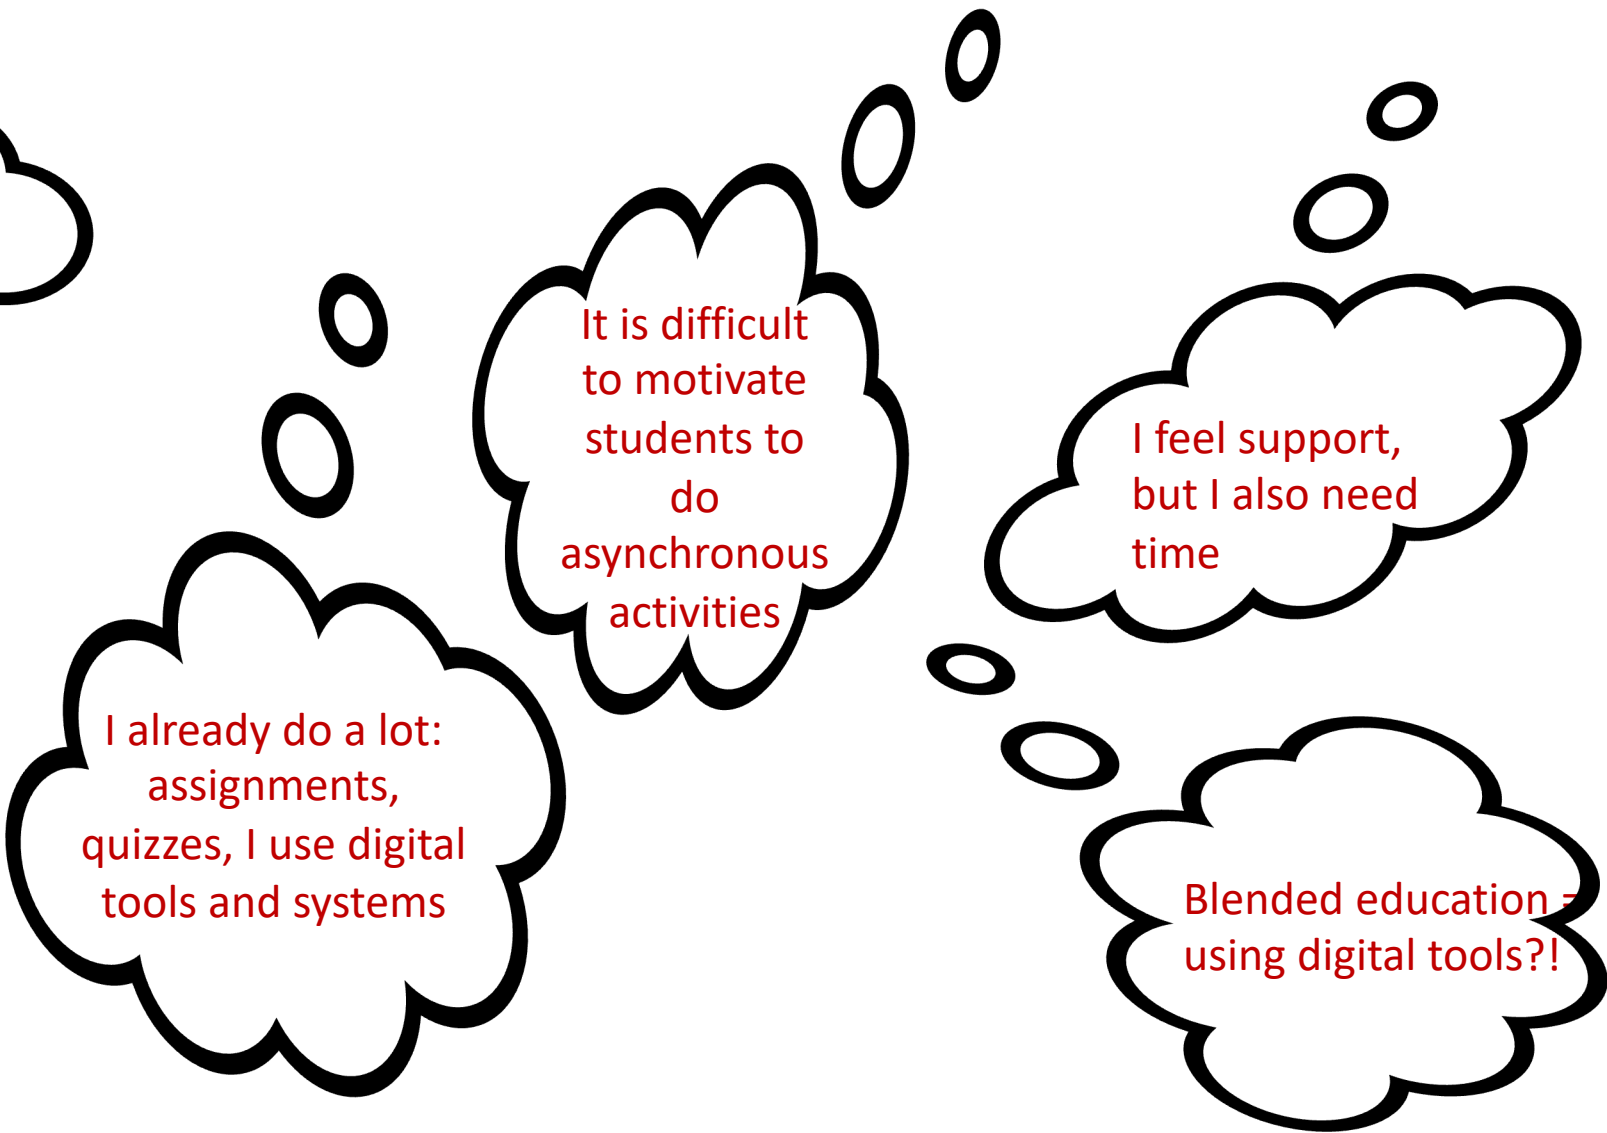 It is difficult
to motivate
students to
do
asynchronous
activities
I feel support,
but I also need
time
I already do a lot:
assignments,
quizzes, I use digital
tools and systems
Blended education =
using digital tools?!